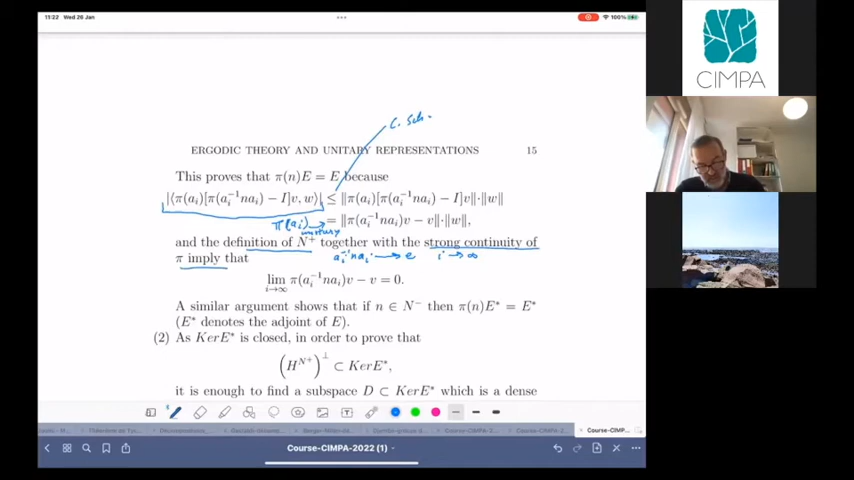 11:22 Wed 26 Jan
100%
CIMPA
C. Sch.
ERGODIC THEORY AND UNITARY REPRESENTATIONS 15
This proves that π(n)E = E because
|⟨π(a_i)[π(a_i^{-1}na_i) − I]v, w⟩| ≤ ‖π(a_i)[π(a_i^{-1}na_i) − I]v‖·‖w‖
= ‖π(a_i^{-1}na_i)v − v‖·‖w‖,
π(a_i) → unitary
and the definition of N^+ together with the strong continuity of
π imply that
a_i^{-1}na_i → e i → ∞
lim_{i→∞} π(a_i^{-1}na_i)v − v = 0.
A similar argument shows that if n ∈ N^- then π(n)E* = E*
(E* denotes the adjoint of E).
(2) As KerE* is closed, in order to prove that
(H^{N^+})^⊥ ⊂ KerE*,
it is enough to find a subspace D ⊂ KerE* which is a dense
Course-CIMPA-2022 (1)